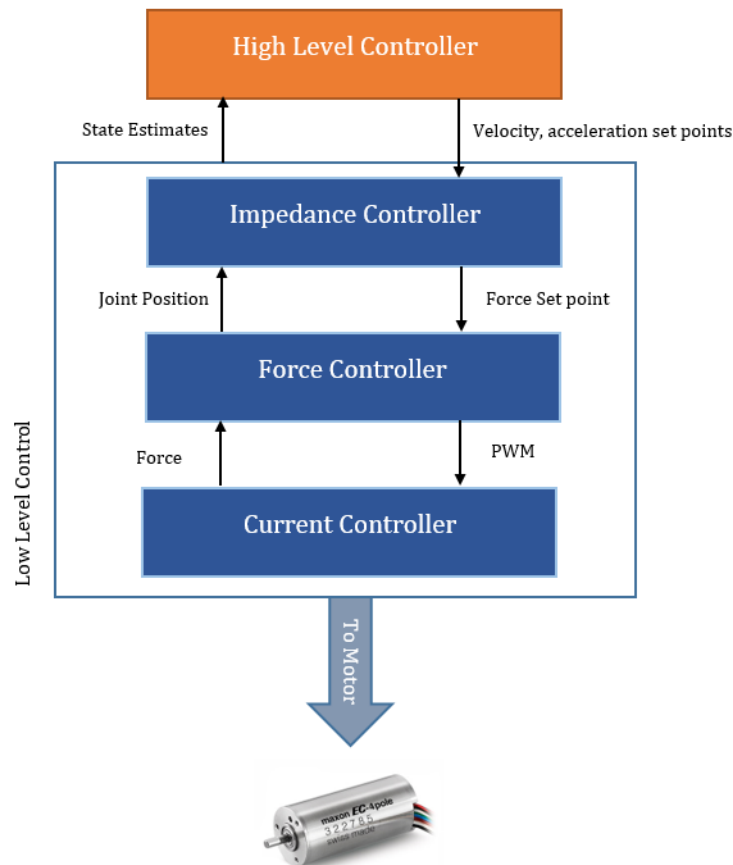 High Level Controller
State Estimates
Velocity, acceleration set points
Impedance Controller
Joint Position
Force Set point
Force Controller
Force
PWM
Current Controller
Low Level Control
To Motor
maxon EC-4pole
322785
swiss made